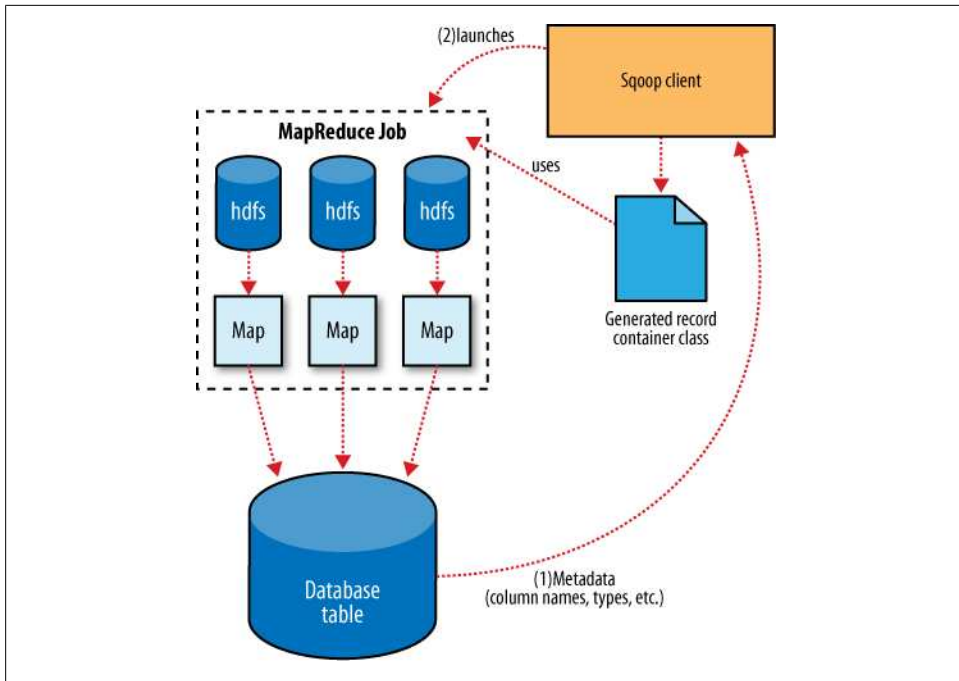 (2)launches
Sqoop client
MapReduce Job
uses
hdfs
hdfs
hdfs
Map
Map
Map
Generated record
container class
Database
table
(1)Metadata
(column names, types, etc.)